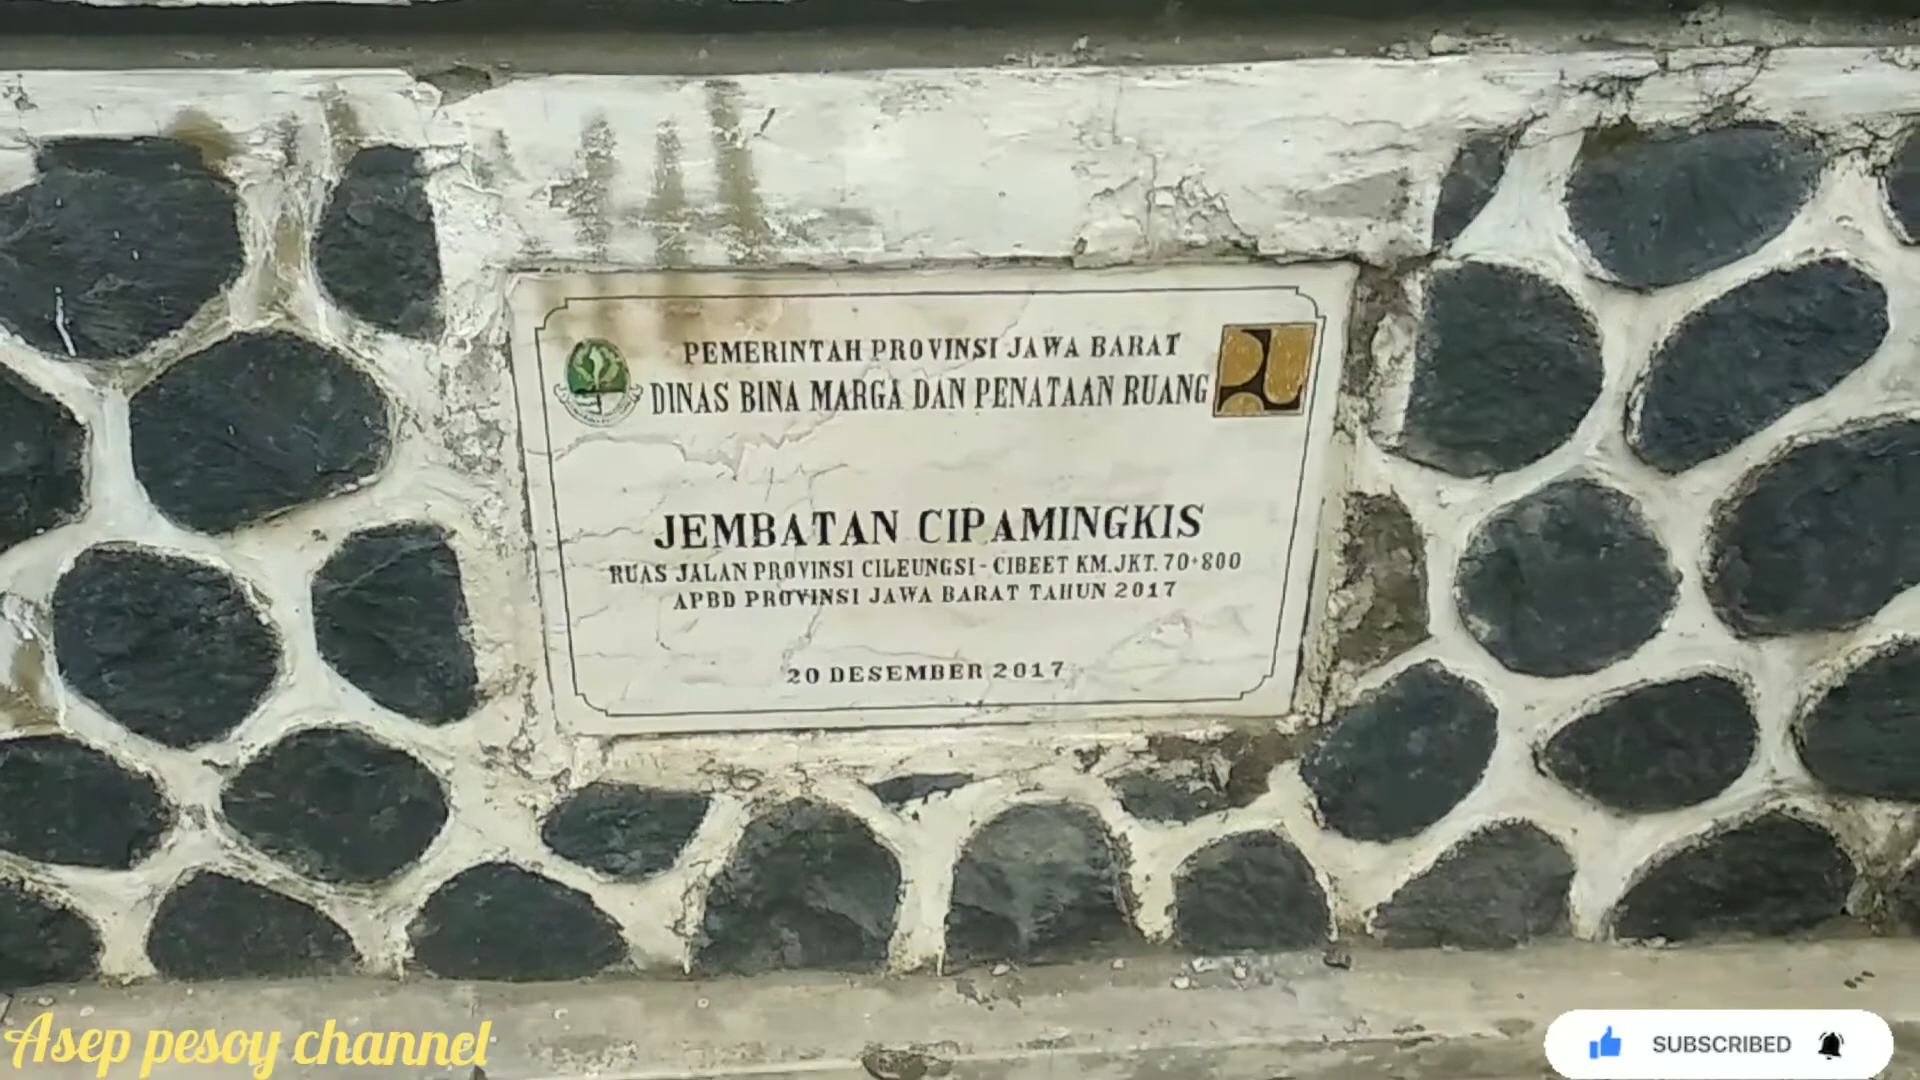 PEMERINTAH PROVINSI JAWA BARAT
DINAS BINA MARGA DAN PENATAAN RUANG
JEMBATAN CIPAMINGKIS
RUAS JALAN PROVINSI CILEUNGSI - CIBEET KM.JKT. 70+800
APBD PROVINSI JAWA BARAT TAHUN 2017
20 DESEMBER 2017
Asep pesoy channel
SUBSCRIBED